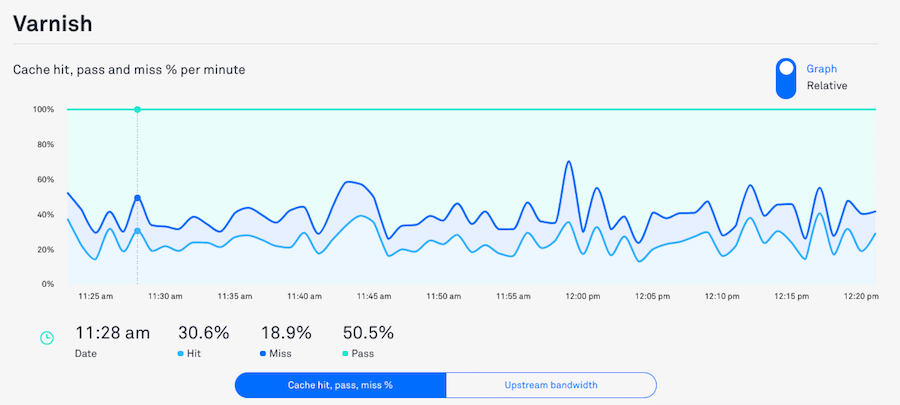 Varnish
Cache hit, pass and miss % per minute
Graph
Relative
100%
80%
60%
40%
20%
0%
11:25 am 11:30 am 11:35 am 11:40 am 11:45 am 11:50 am 11:55 am 12:00 pm 12:05 pm 12:10 pm 12:15 pm 12:20 pm
11:28 am 30.6% 18.9% 50.5%
Date Hit Miss Pass
Cache hit, pass, miss % Upstream bandwidth